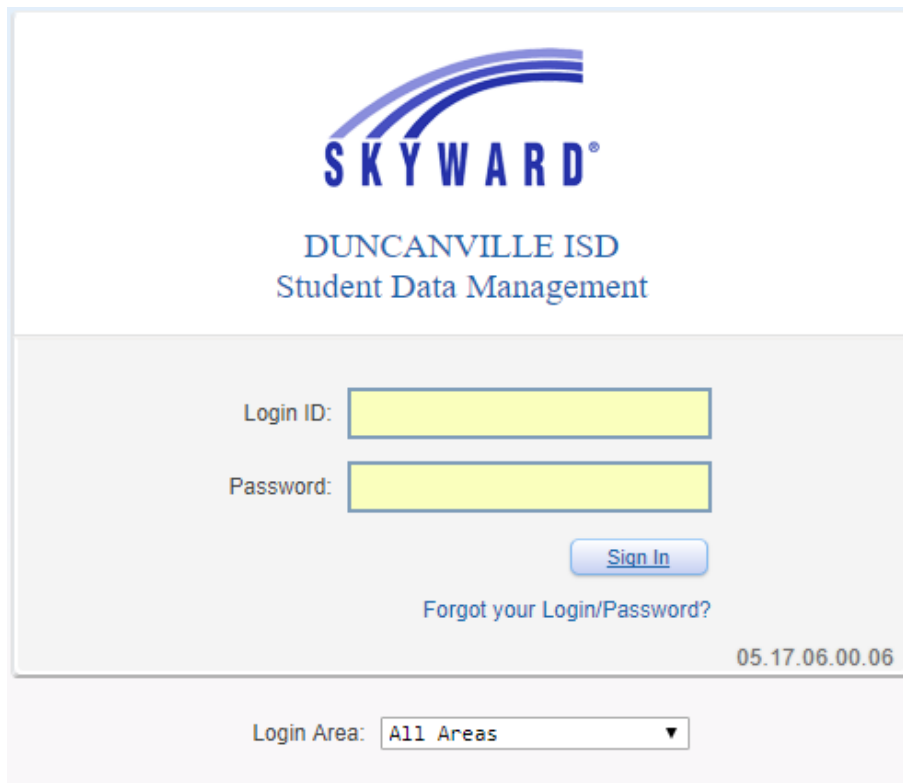 SKYWARD®
DUNCANVILLE ISD
Student Data Management
Login ID:
Password:
Sign In
Forgot your Login/Password?
05.17.06.00.06
Login Area: All Areas